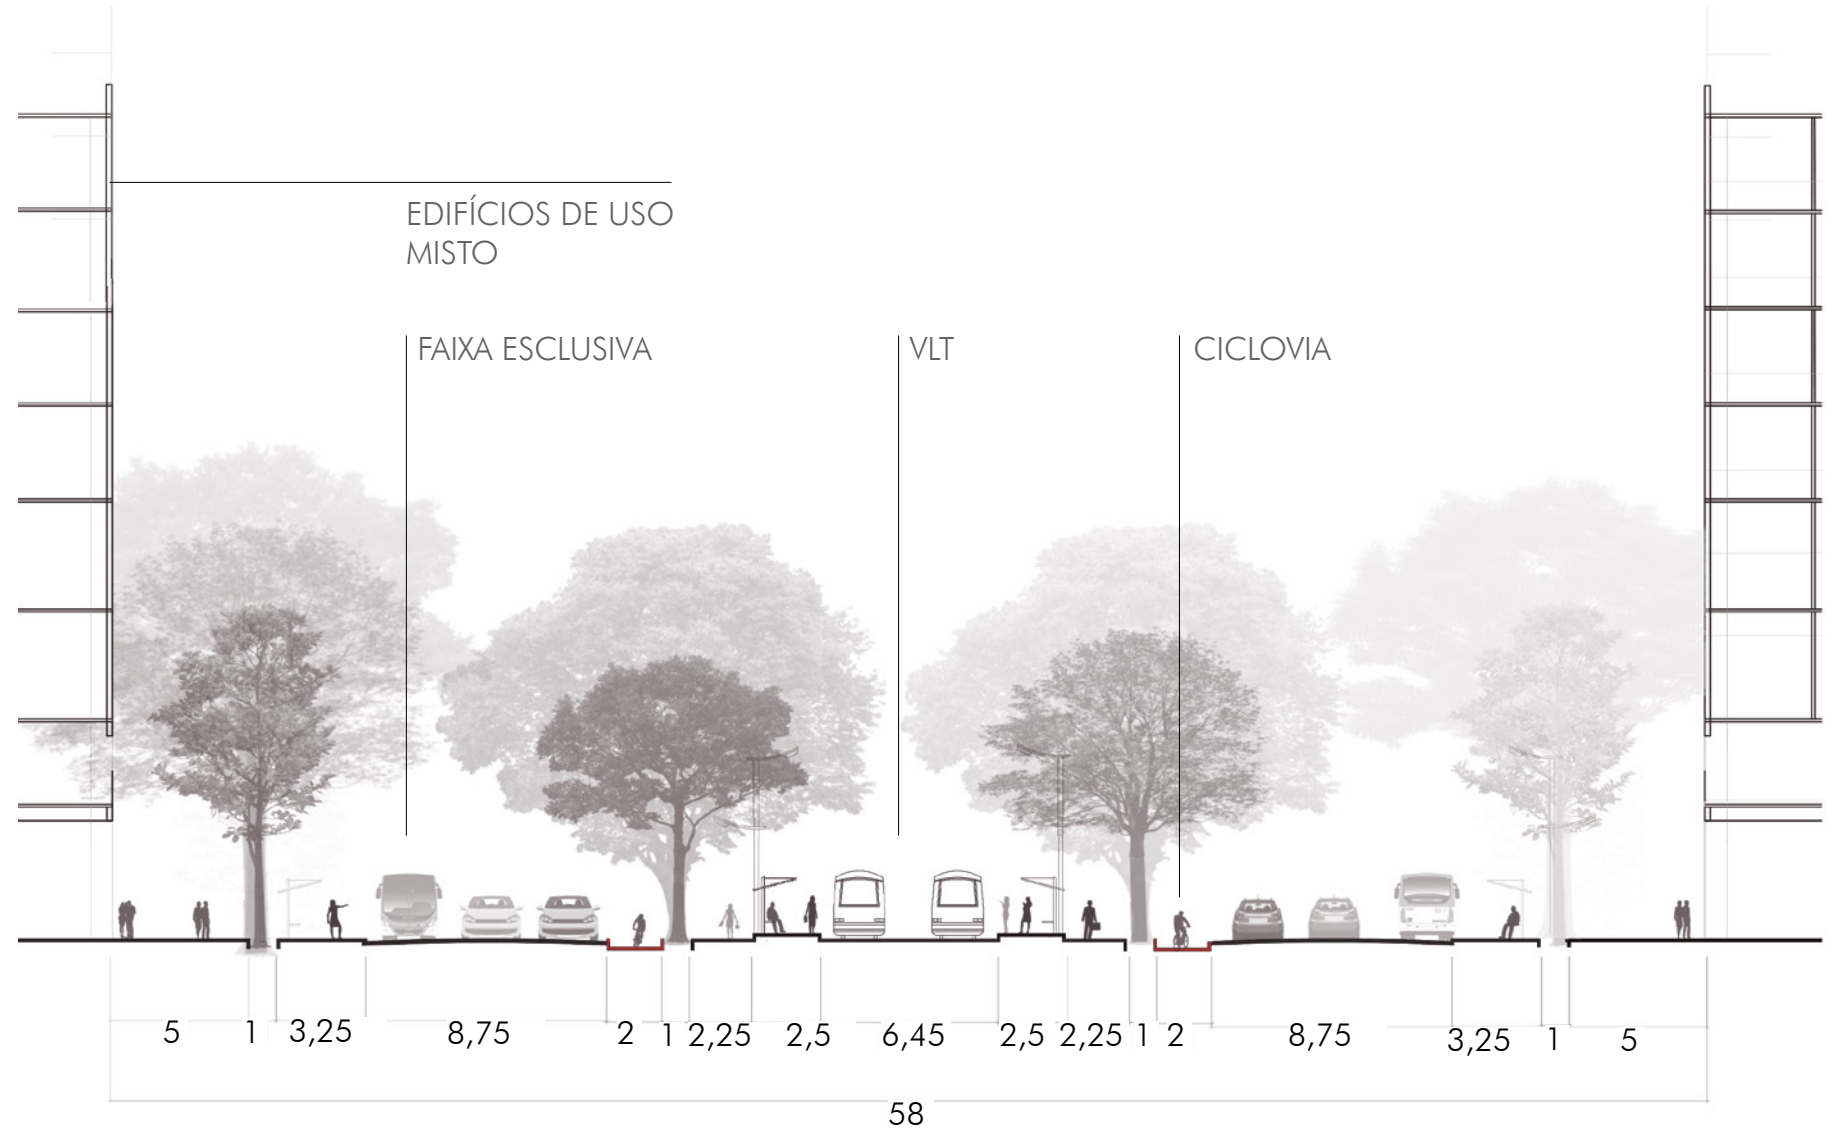 EDIFÍCIOS DE USO
MISTO
FAIXA ESCLUSIVA VLT CICLOVIA
5 1 3,25 8,75 2 1 2,25 2,5 6,45 2,5 2,25 1 2 8,75 3,25 1 5
58